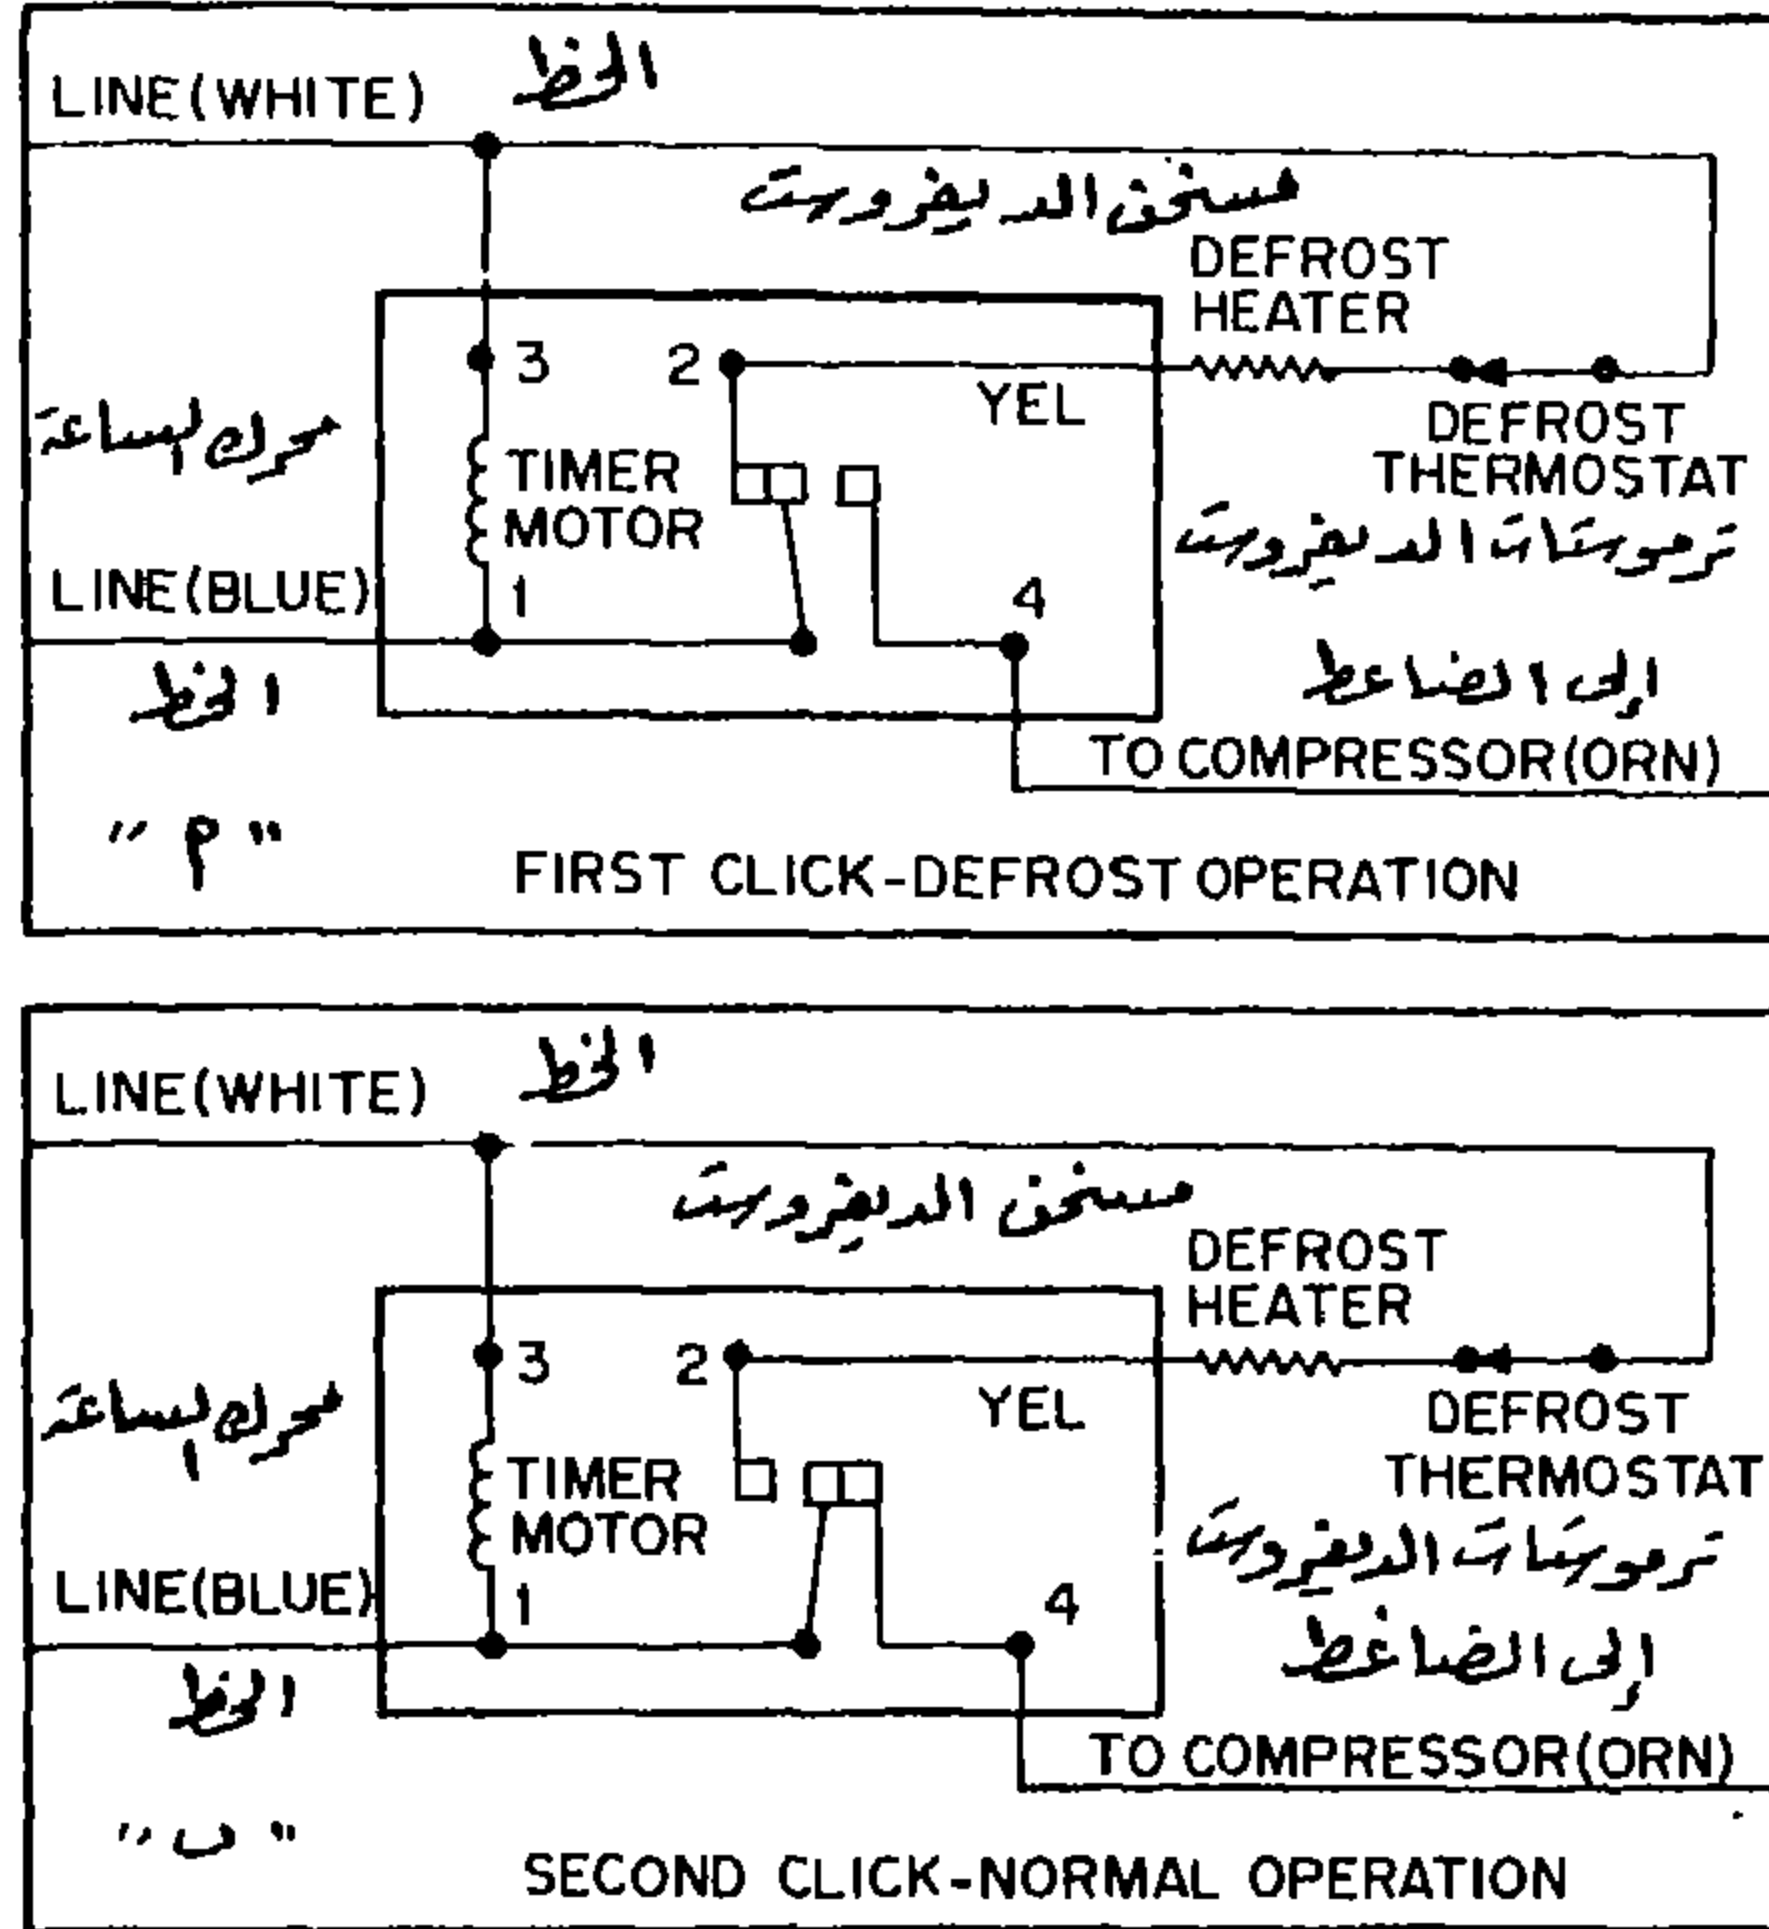 LINE(WHITE) الخط
مسخن الديفروست
DEFROST
HEATER
3 2
YEL
محرك الساعة
TIMER
MOTOR
DEFROST
THERMOSTAT
ترموستات الديفروست
LINE(BLUE) 1 4
الخط
إلى الضاغط
TO COMPRESSOR(ORN)
"أ"
FIRST CLICK-DEFROST OPERATION
LINE(WHITE) الخط
مسخن الديفروست
DEFROST
HEATER
3 2
YEL
محرك الساعة
TIMER
MOTOR
DEFROST
THERMOSTAT
ترموستات الديفروست
LINE(BLUE) 1 4
الخط
إلى الضاغط
TO COMPRESSOR(ORN)
"ب"
SECOND CLICK-NORMAL OPERATION